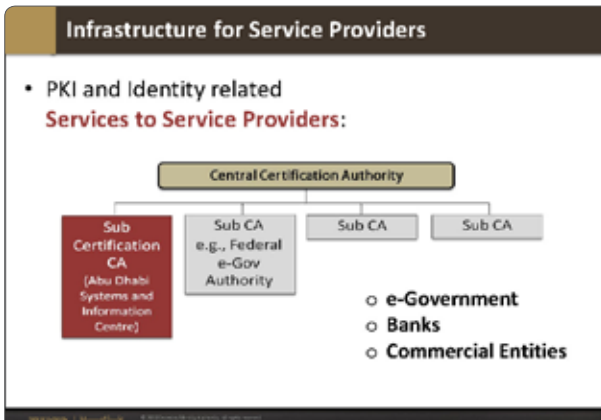 Infrastructure for Service Providers
• PKI and Identity related
Services to Service Providers:
Central Certification Authority
Sub
Certification
CA
(Abu Dhabi
Systems and
Information
Centre)
Sub CA
e.g., Federal
e-Gov
Authority
Sub CA
Sub CA
o e-Government
o Banks
o Commercial Entities